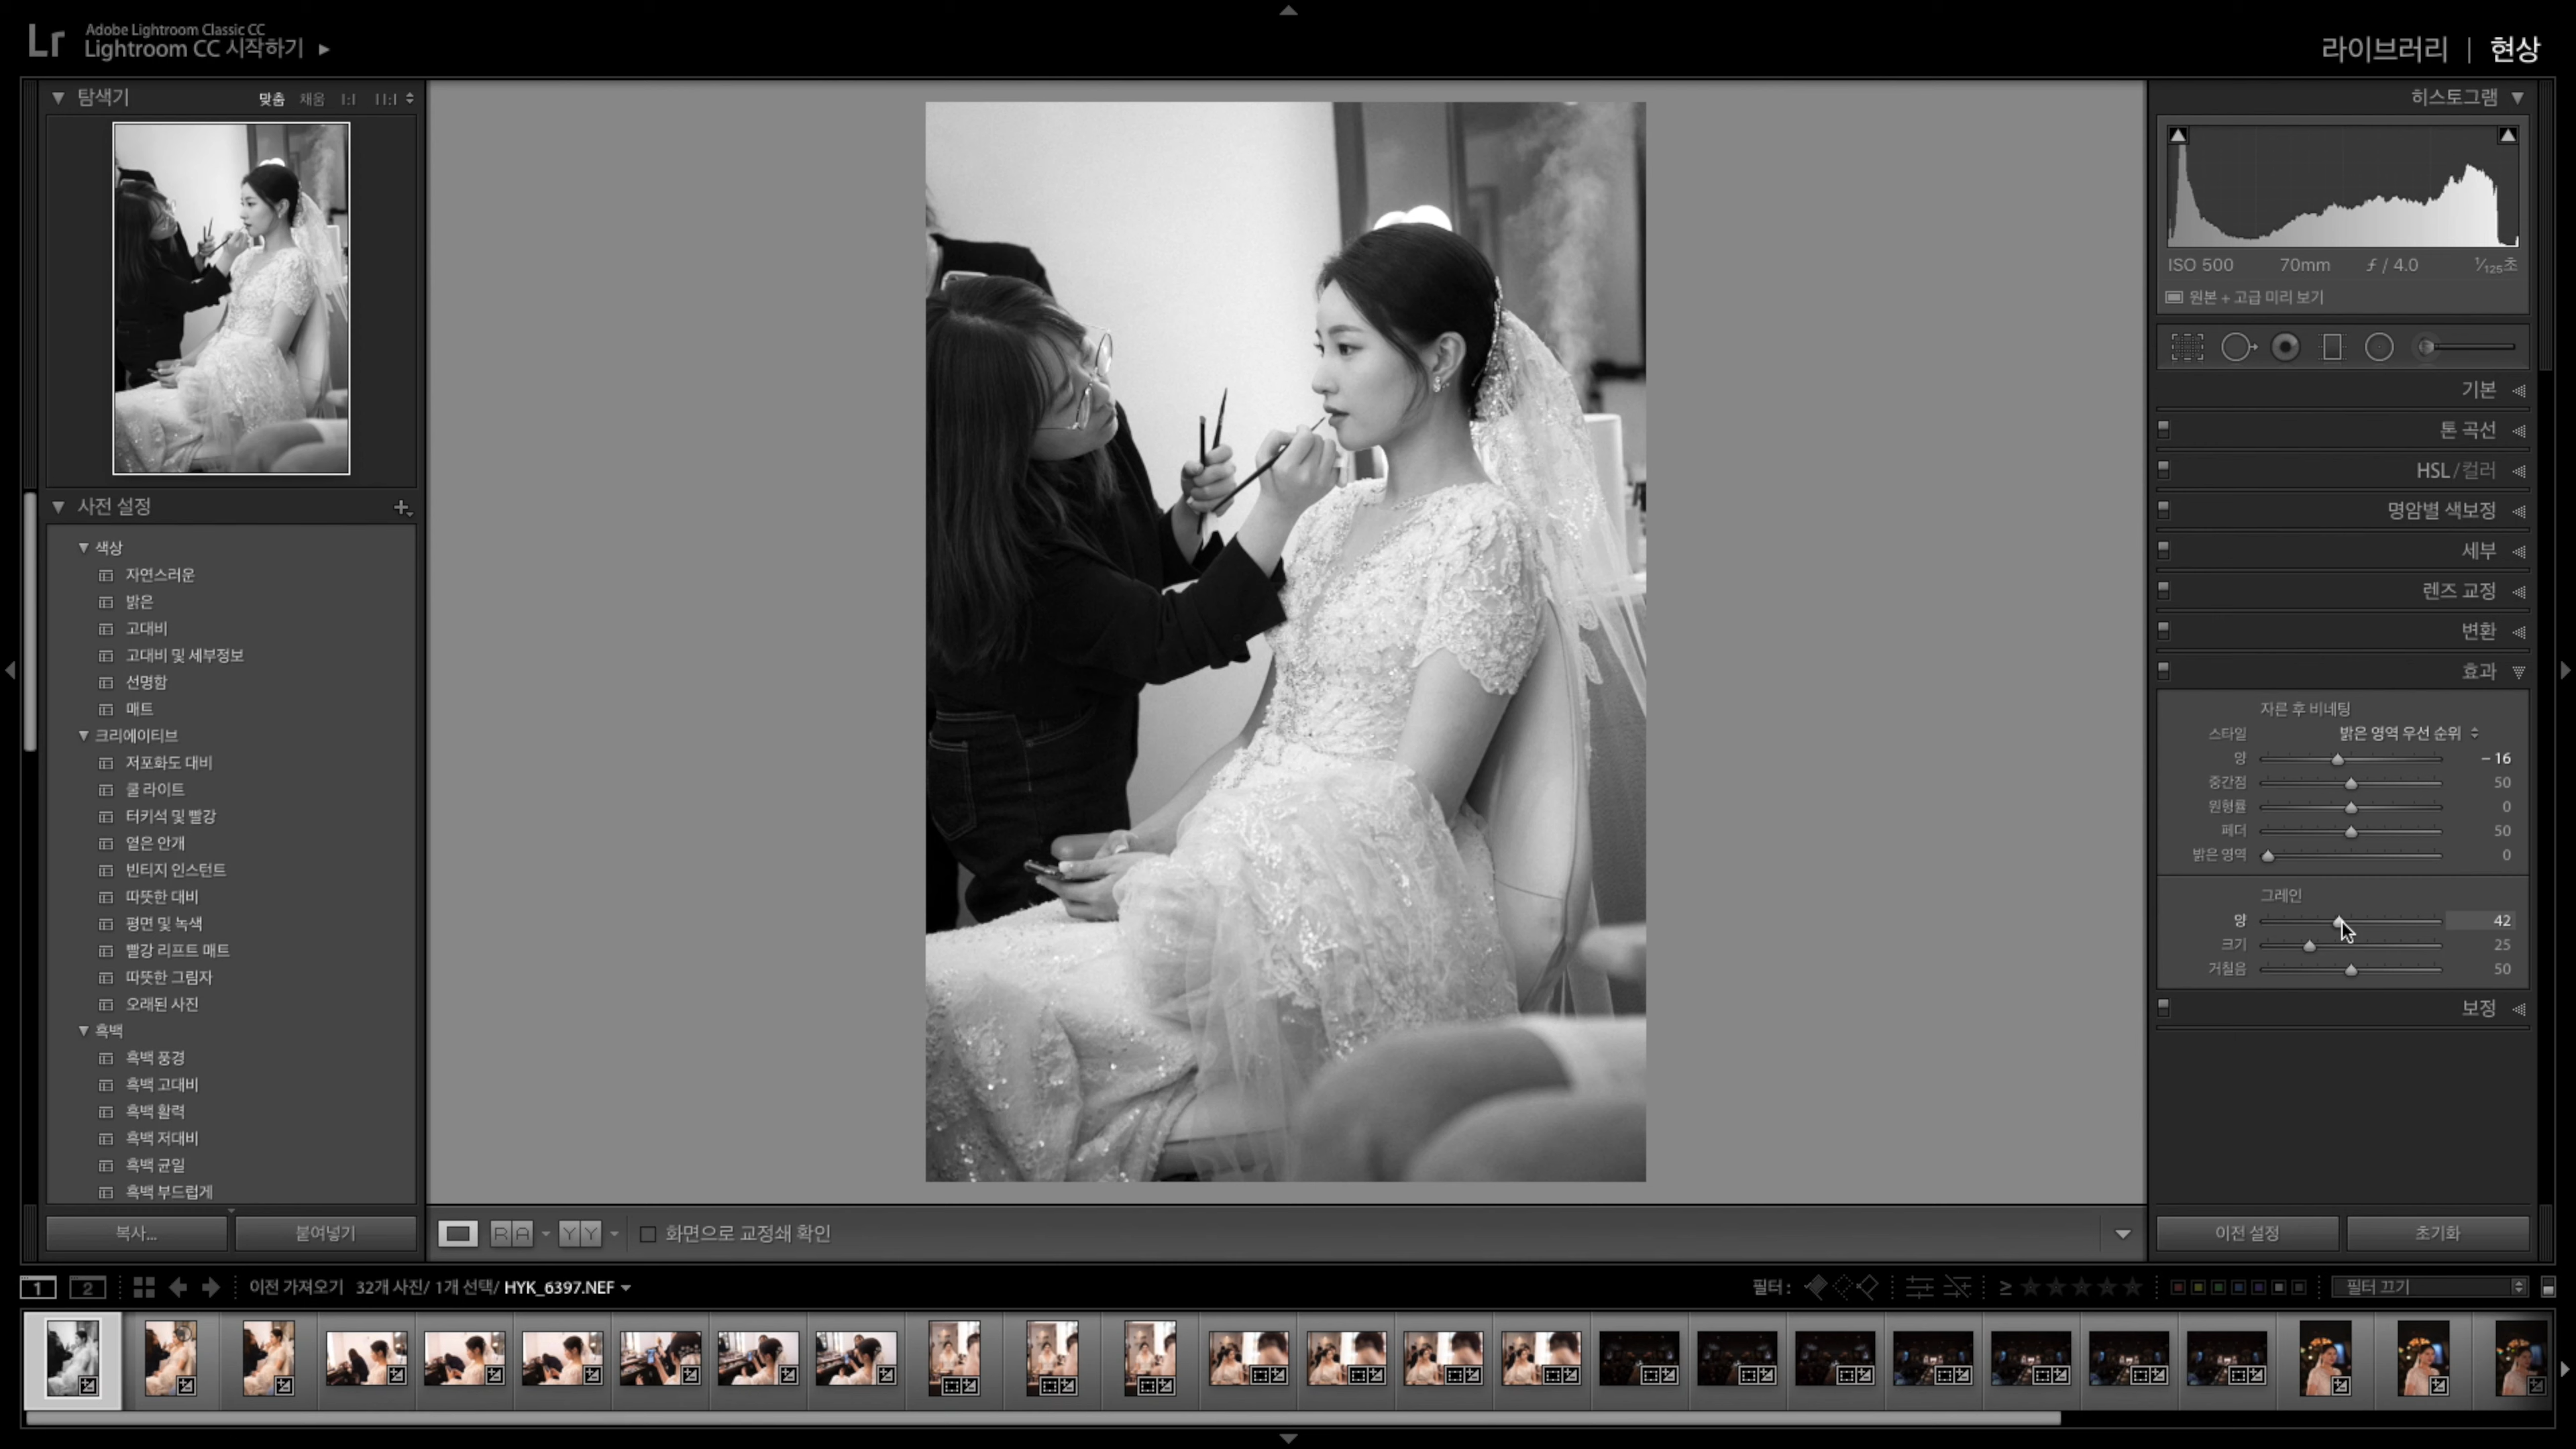 Lr
Adobe Lightroom Classic CC
Lightroom CC 시작하기
라이브러리 | 현상
탐색기 맞춤 채움 1:1 11:1
사전 설정
색상
자연스러운
밝은
고대비
고대비 및 세부정보
선명함
매트
크리에이티브
저포화도 대비
쿨 라이트
터키석 및 빨강
옅은 안개
빈티지 인스턴트
따뜻한 대비
평면 및 녹색
빨강 리프트 매트
따뜻한 그림자
오래된 사진
흑백
흑백 풍경
흑백 고대비
흑백 활력
흑백 저대비
흑백 균일
흑백 부드럽게
복사... 붙여넣기
R A Y Y 화면으로 교정쇄 확인
히스토그램
ISO 500 70mm ƒ / 4.0 1/125초
원본 + 고급 미리 보기
기본
톤 곡선
HSL / 컬러
명암별 색보정
세부
렌즈 교정
변환
효과
자른 후 비네팅
스타일 밝은 영역 우선 순위
양 - 16
중간점 50
원형률 0
페더 50
밝은 영역 0
그레인
양 42
크기 25
거칠음 50
보정
이전 설정 초기화
1 2 이전 가져오기 32개 사진/ 1개 선택/ HYK_6397.NEF 필터 : ≥ 필터 끄기